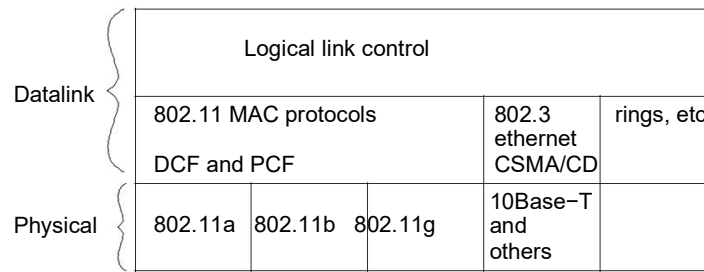 Logical link control
Datalink
802.11 MAC protocols
DCF and PCF
802.3
ethernet
CSMA/CD
rings, etc
Physical
802.11a
802.11b
802.11g
10Base−T
and
others